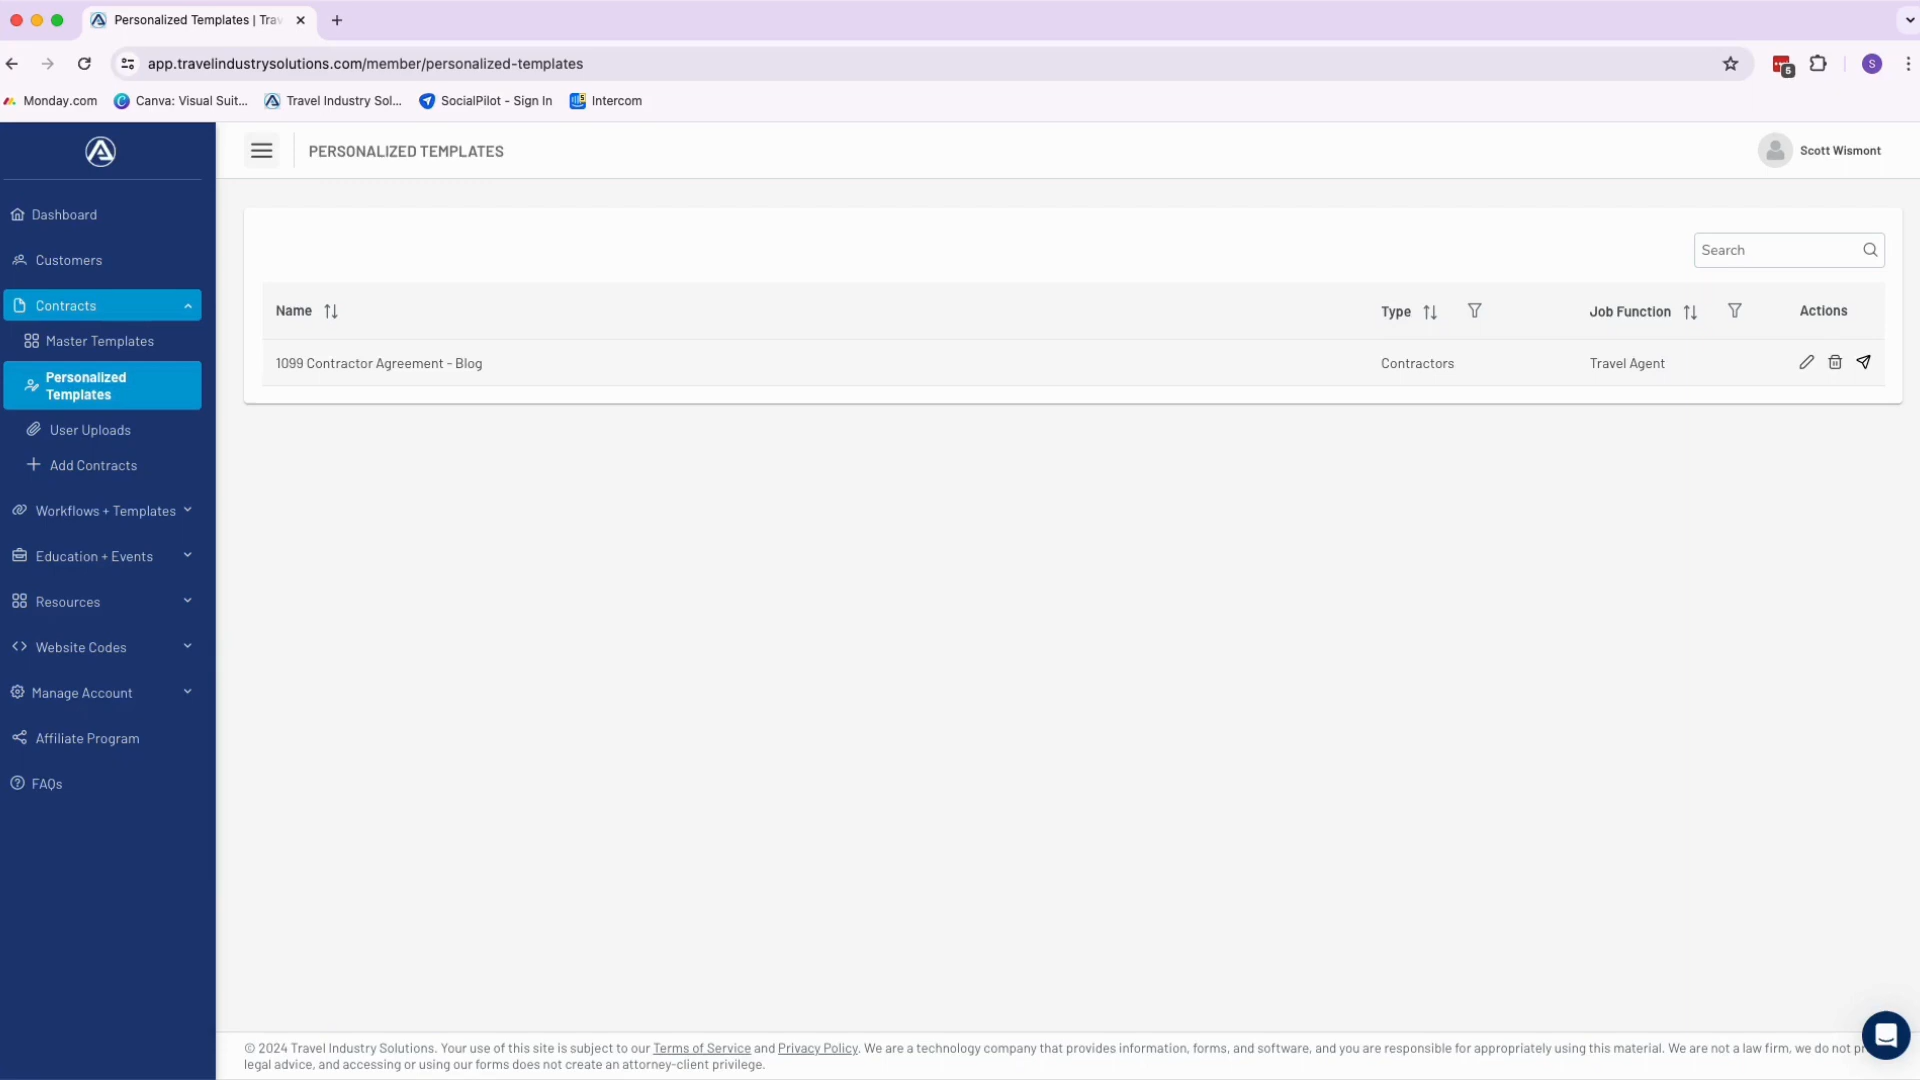 Personalized Templates | Tra
app.travelindustrysolutions.com/member/personalized-templates
5
S
Monday.com
Canva: Visual Suit...
Travel Industry Sol...
SocialPilot - Sign In
Intercom
PERSONALIZED TEMPLATES
Scott Wismont
Dashboard
Customers
Contracts
Master Templates
Personalized
Templates
User Uploads
Add Contracts
Workflows + Templates
Education + Events
Resources
Website Codes
Manage Account
Affiliate Program
FAQs
Search
Name
Type
Job Function
Actions
1099 Contractor Agreement - Blog
Contractors
Travel Agent
© 2024 Travel Industry Solutions. Your use of this site is subject to our Terms of Service and Privacy Policy. We are a technology company that provides information, forms, and software, and you are responsible for appropriately using this material. We are not a law firm, we do not
legal advice, and accessing or using our forms does not create an attorney-client privilege.